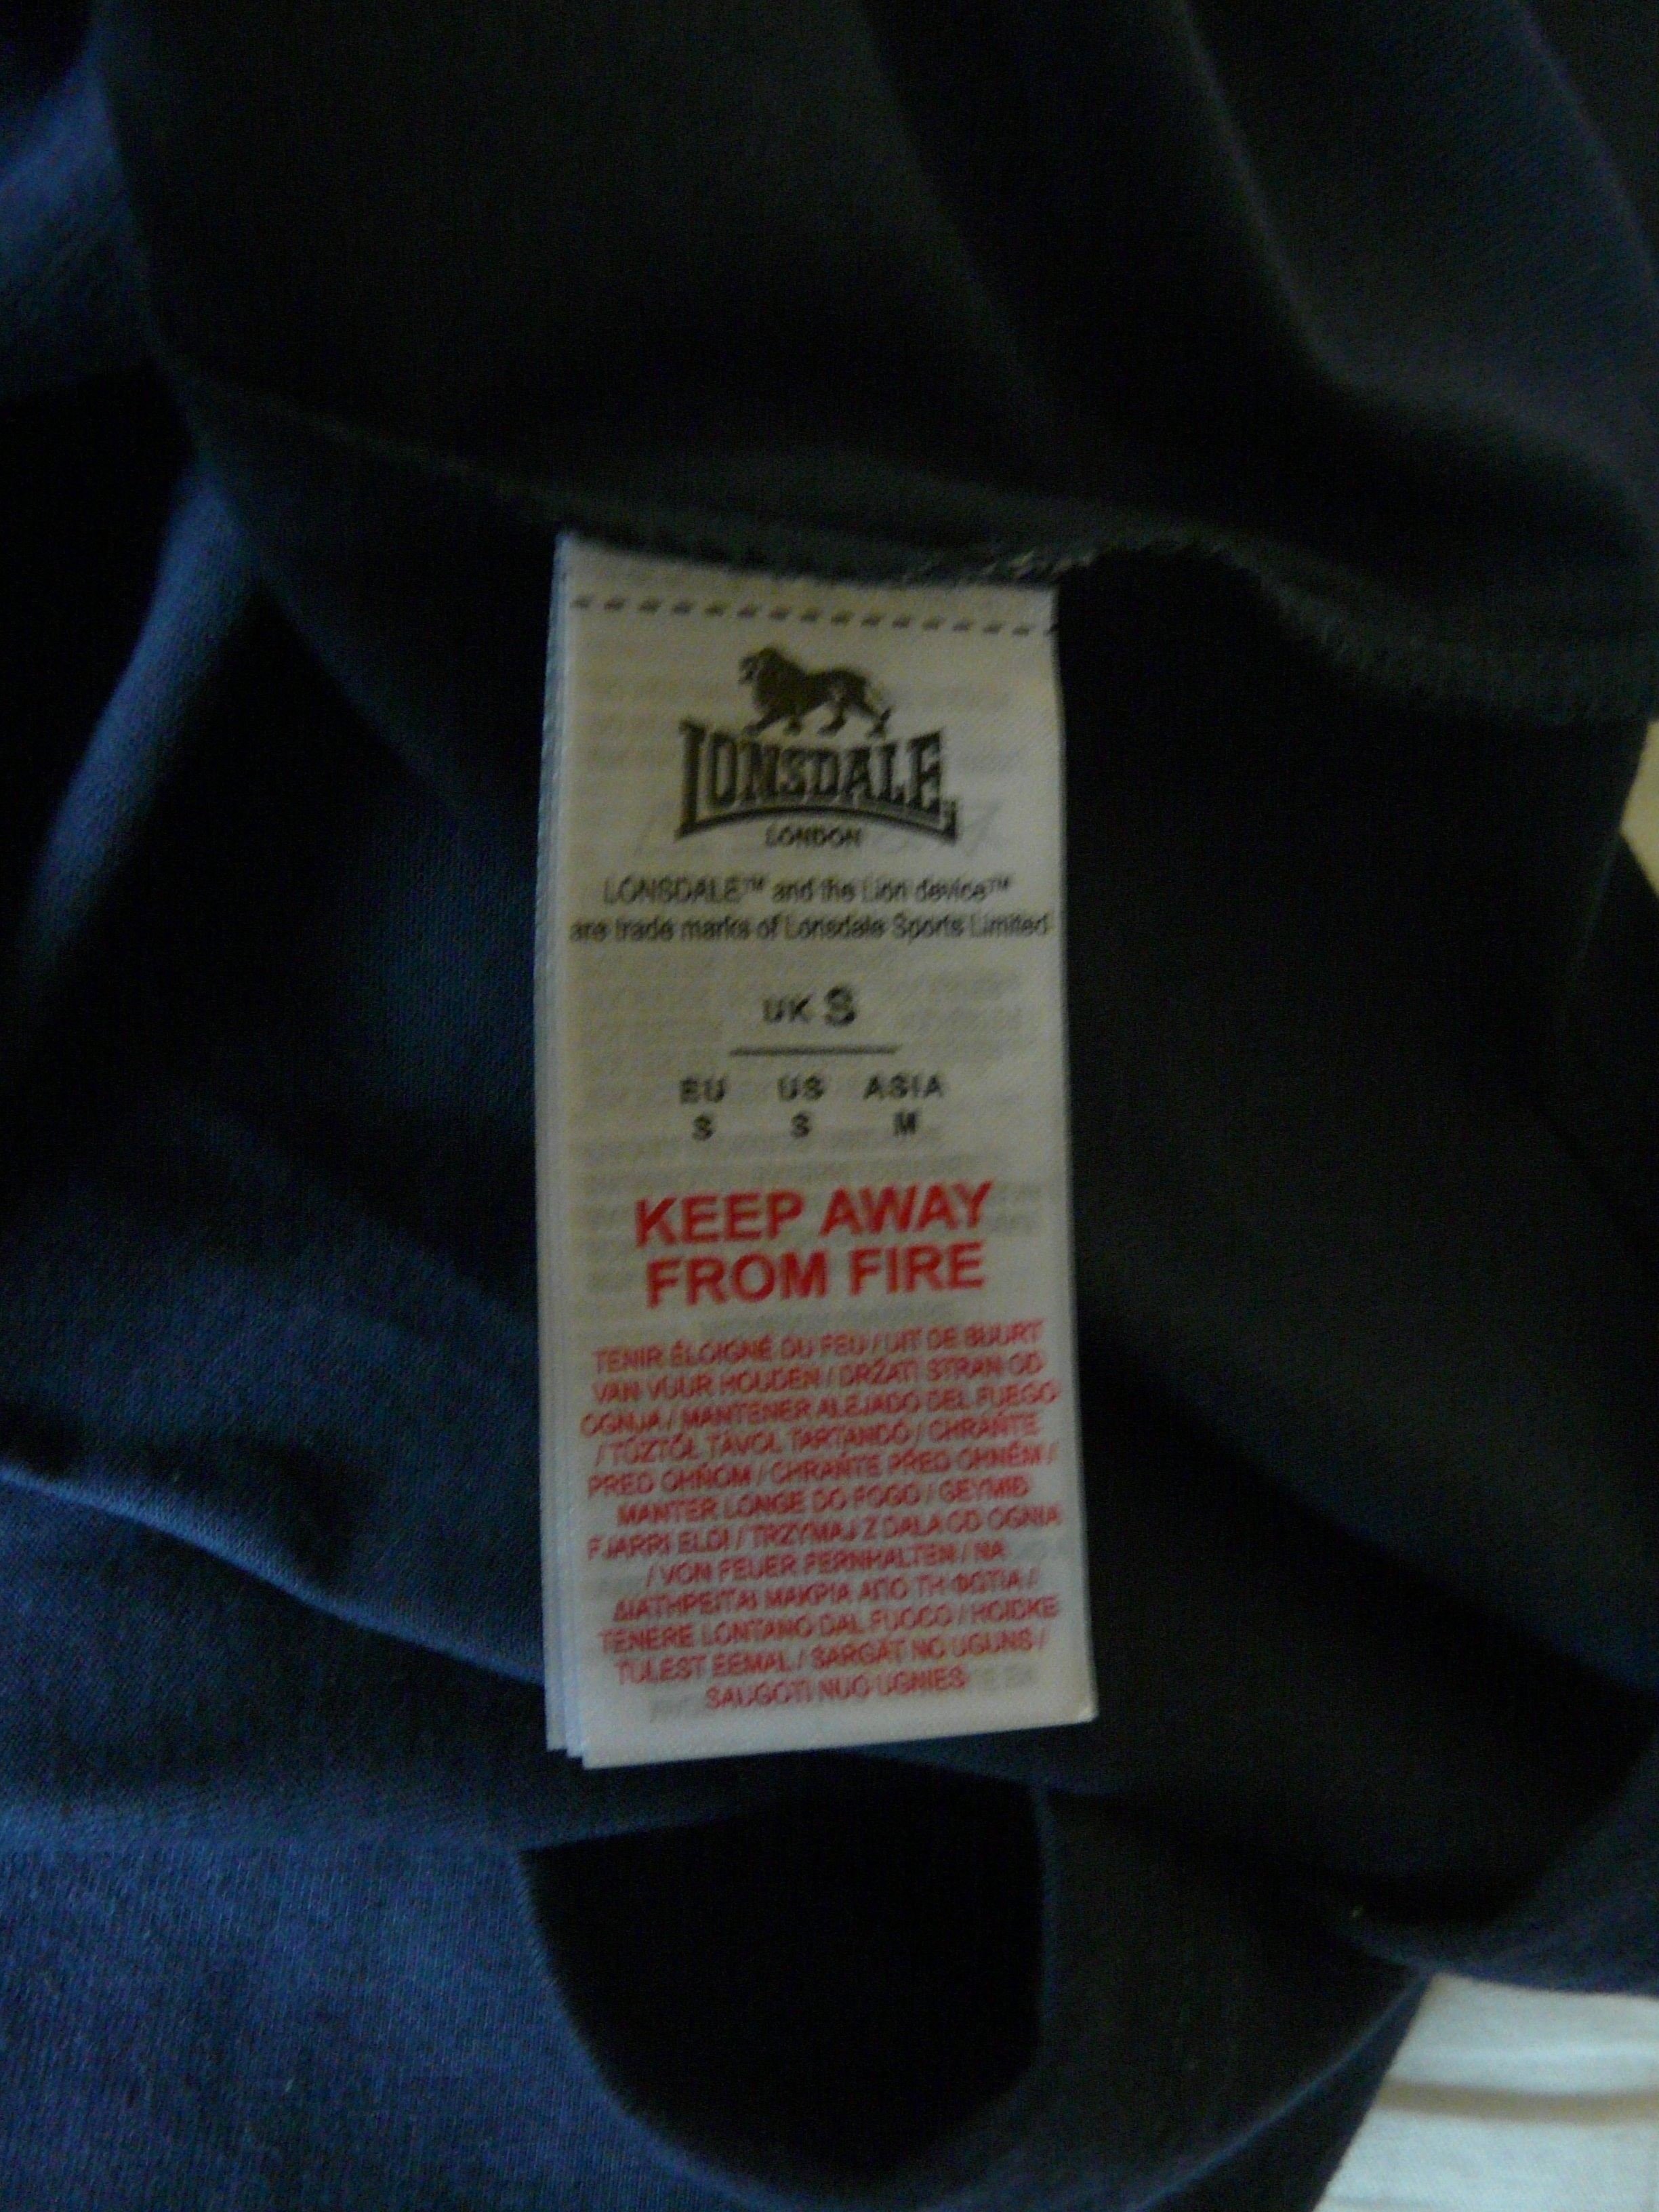 LONSDALE
LONDON
LONSDALE™ and the Lion device™
are trade marks of Lonsdale Sports Limited
UK S
EU US ASIA
S S M
KEEP AWAY
FROM FIRE
TENIR ÉLOIGNÉ DU FEU / UIT DE BUURT
VAN VUUR HOUDEN / DRŽATI STRAN OD
OGNJA / MANTENER ALEJADO DEL FUEGO
/ TŰZTŐL TÁVOL TARTANDÓ / CHRÁŇTE
PRED OHŇOM / CHRAŇTE PŘED OHNĚM /
MANTER LONGE DO FOGO / GEYMIÐ
FJARRI ELDI / TRZYMAJ Z DALA OD OGNIA
/ VON FEUER FERNHALTEN / ΝΑ
ΔΙΑΤΗΡΕΙΤΑΙ ΜΑΚΡΙΑ ΑΠΟ ΤΗ ΦΩΤΙΑ /
TENERE LONTANO DAL FUOCO / HOIDKE
TULEST EEMAL / SARGĀT NO UGUNS /
SAUGOTI NUO UGNIES